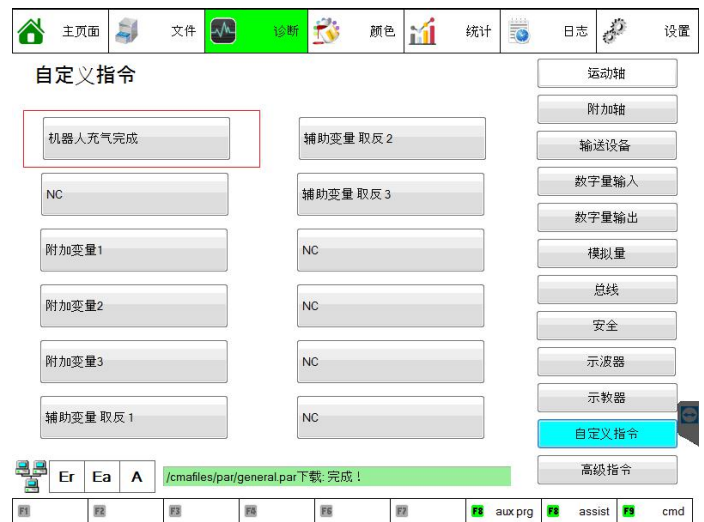 主页面 文件 诊断 颜色 统计 日志 设置
自定义指令
运动轴
附加轴
机器人充气完成 辅助变量 取反 2
输送设备
数字量输入
NC 辅助变量 取反 3
数字量输出
附加变量1 NC
模拟量
总线
附加变量2 NC
安全
附加变量3 NC
示波器
示教器
辅助变量 取反 1 NC
自定义指令
高级指令
Er Ea A /cmafiles/par/general.par下载: 完成！
F1 F2 F3 F4 F6 F7 F8 aux prg F8 assist F9 cmd